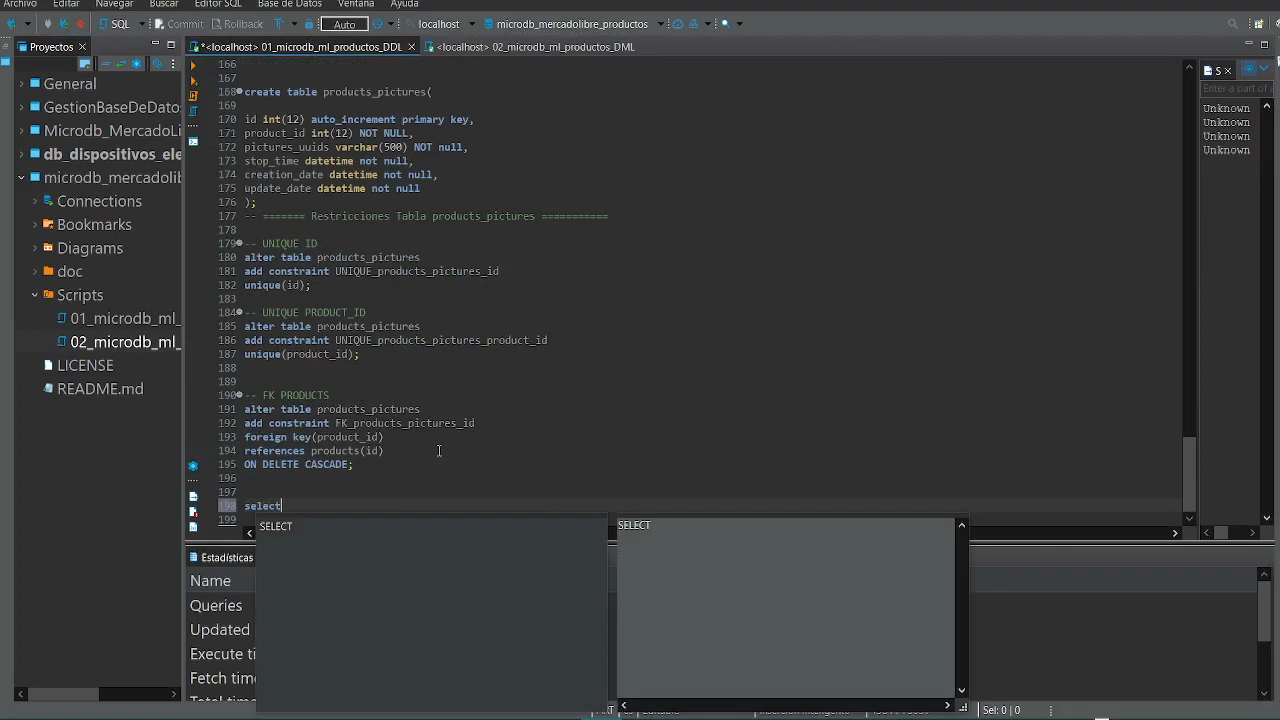 Archivo Editar Navegar Buscar Editor SQL Base de Datos Ventana Ayuda
SQL Commit Rollback T Auto localhost microdb_mercadolibre_productos
Proyectos
*<localhost> 01_microdb_ml_productos_DDL
<localhost> 02_microdb_ml_productos_DML
S
Enter a part of a
Unknown
Unknown
Unknown
Unknown
General
GestionBaseDeDato
Microdb_MercadoLi
db_dispositivos_ele
microdb_mercadolib
Connections
Bookmarks
Diagrams
doc
Scripts
01_microdb_ml_
02_microdb_ml_
LICENSE
README.md
166
167
168 create table products_pictures(
169
170 id int(12) auto_increment primary key,
171 product_id int(12) NOT NULL,
172 pictures_uuids varchar(500) NOT null,
173 stop_time datetime not null,
174 creation_date datetime not null,
175 update_date datetime not null
176 );
177 -- ======= Restricciones Tabla products_pictures ===========
178
179 -- UNIQUE ID
180 alter table products_pictures
181 add constraint UNIQUE_products_pictures_id
182 unique(id);
183
184 -- UNIQUE PRODUCT_ID
185 alter table products_pictures
186 add constraint UNIQUE_products_pictures_product_id
187 unique(product_id);
188
189
190 -- FK PRODUCTS
191 alter table products_pictures
192 add constraint FK_products_pictures_id
193 foreign key(product_id)
194 references products(id)
195 ON DELETE CASCADE;
196
197
198 select
199
SELECT
SELECT
Estadísticas
Name
Queries
Updated
Execute ti
Fetch time
Total time
Sel: 0 | 0